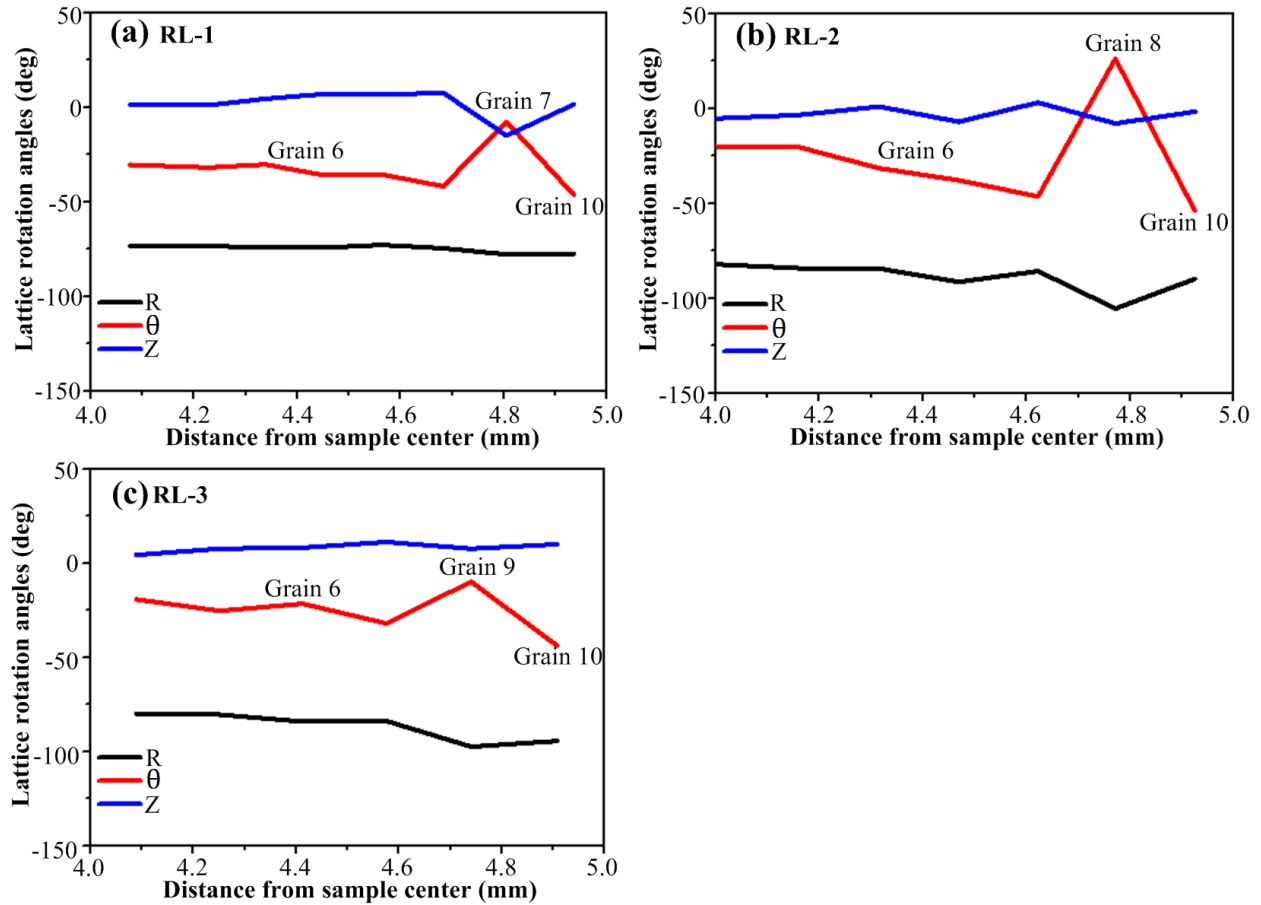 (a) RL-1
Lattice rotation angles (deg)
50
0
-50
-100
-150
Grain 7
Grain 6
Grain 10
R
θ
Z
4.0 4.2 4.4 4.6 4.8 5.0
Distance from sample center (mm)
(b) RL-2
Lattice rotation angles (deg)
50
0
-50
-100
-150
Grain 8
Grain 6
Grain 10
R
θ
Z
4.0 4.2 4.4 4.6 4.8 5.0
Distance from sample center (mm)
(c) RL-3
Lattice rotation angles (deg)
50
0
-50
-100
-150
Grain 9
Grain 6
Grain 10
R
θ
Z
4.0 4.2 4.4 4.6 4.8 5.0
Distance from sample center (mm)